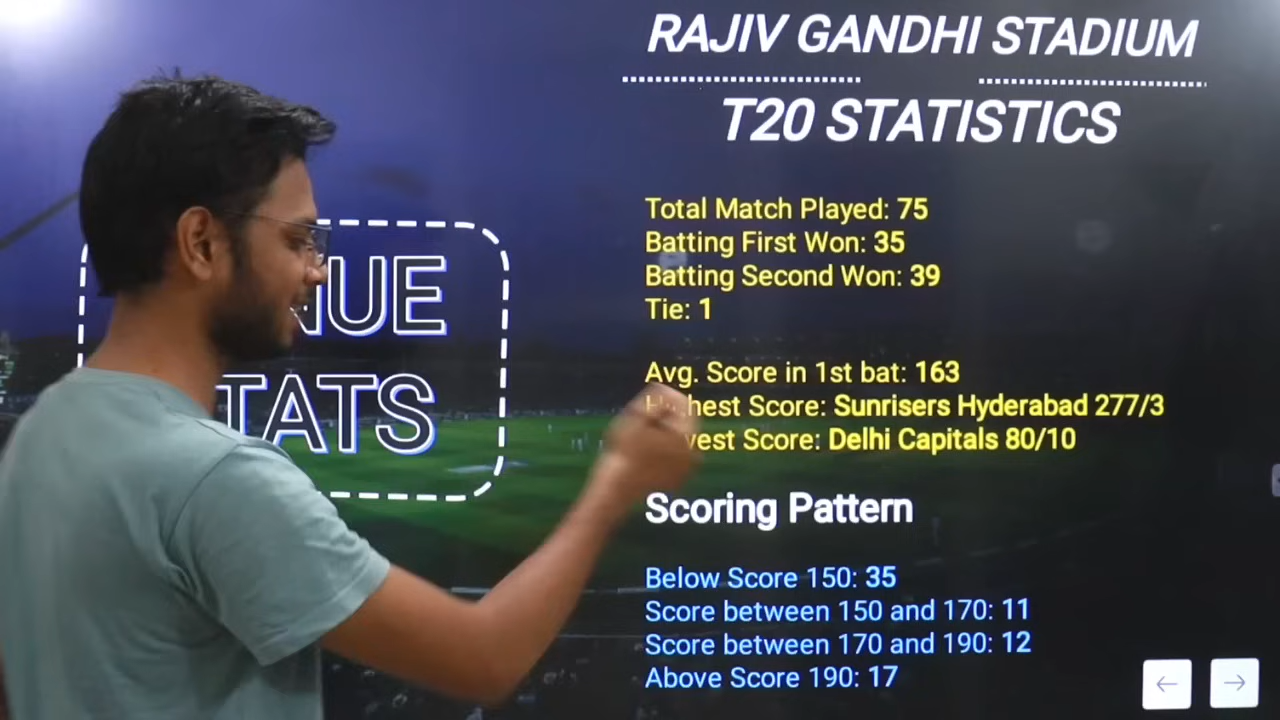 RAJIV GANDHI STADIUM
T20 STATISTICS
Total Match Played: 75
Batting First Won: 35
Batting Second Won: 39
Tie: 1
Avg. Score in 1st bat: 163
Highest Score: Sunrisers Hyderabad 277/3
Lowest Score: Delhi Capitals 80/10
Scoring Pattern
Below Score 150: 35
Score between 150 and 170: 11
Score between 170 and 190: 12
Above Score 190: 17
NUE
TATS